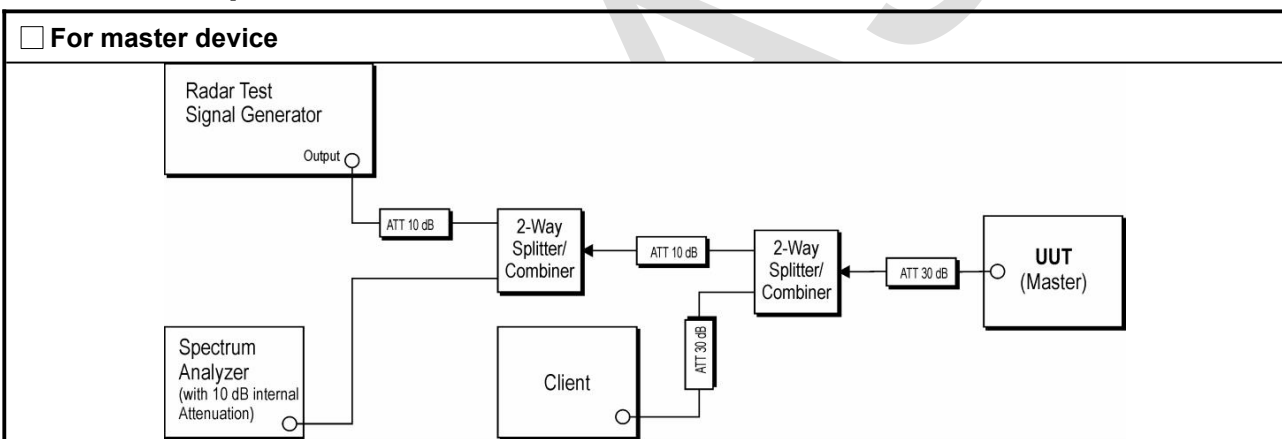 ☐ For master device
Radar Test
Signal Generator
Output
ATT 10 dB
2-Way
Splitter/
Combiner
ATT 10 dB
2-Way
Splitter/
Combiner
ATT 30 dB
UUT
(Master)
Spectrum
Analyzer
(with 10 dB internal
Attenuation)
Client
ATT 30 dB